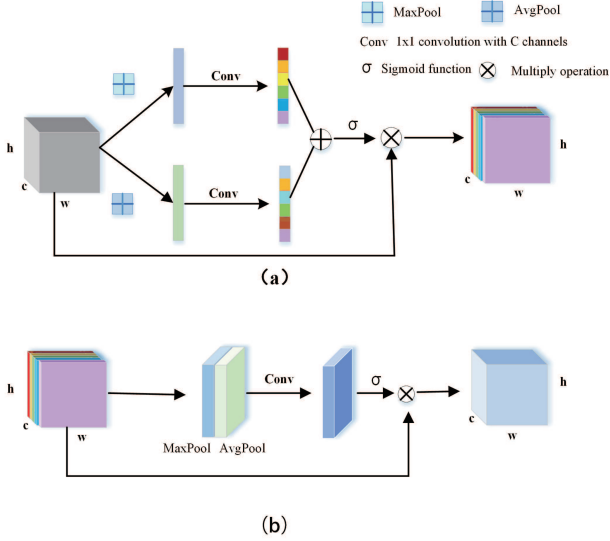 MaxPool AvgPool
Conv 1x1 convolution with C channels
σ Sigmoid function Multiply operation
Conv
h
σ
h
c
w
Conv
c
w
(a)
Conv
σ
h
h
c
w
MaxPool AvgPool
c
w
(b)